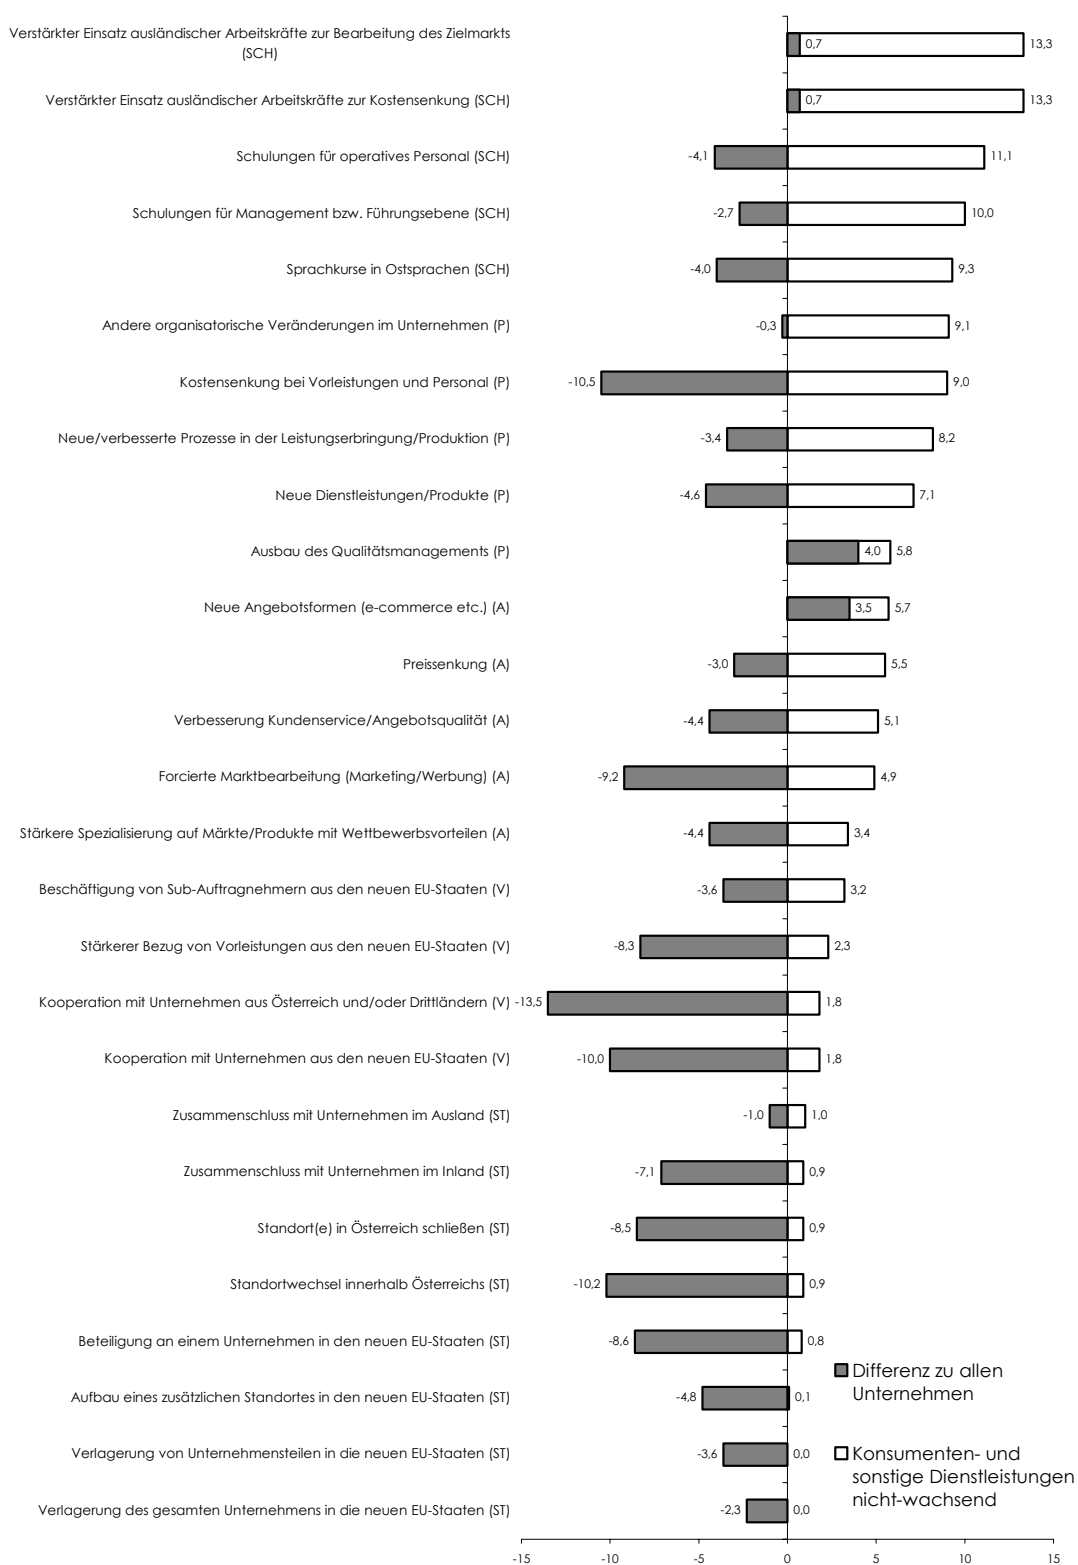 Verstärkter Einsatz ausländischer Arbeitskräfte zur Bearbeitung des Zielmarkts
(SCH)
0,7 13,3
Verstärkter Einsatz ausländischer Arbeitskräfte zur Kostensenkung (SCH) 0,7 13,3
Schulungen für operatives Personal (SCH) -4,1 11,1
Schulungen für Management bzw. Führungsebene (SCH) -2,7 10,0
Sprachkurse in Ostsprachen (SCH) -4,0 9,3
Andere organisatorische Veränderungen im Unternehmen (P) -0,3 9,1
Kostensenkung bei Vorleistungen und Personal (P) -10,5 9,0
Neue/verbesserte Prozesse in der Leistungserbringung/Produktion (P) -3,4 8,2
Neue Dienstleistungen/Produkte (P) -4,6 7,1
Ausbau des Qualitätsmanagements (P) 4,0 5,8
Neue Angebotsformen (e-commerce etc.) (A) 3,5 5,7
Preissenkung (A) -3,0 5,5
Verbesserung Kundenservice/Angebotsqualität (A) -4,4 5,1
Forcierte Marktbearbeitung (Marketing/Werbung) (A) -9,2 4,9
Stärkere Spezialisierung auf Märkte/Produkte mit Wettbewerbsvorteilen (A) -4,4 3,4
Beschäftigung von Sub-Auftragnehmern aus den neuen EU-Staaten (V) -3,6 3,2
Stärkerer Bezug von Vorleistungen aus den neuen EU-Staaten (V) -8,3 2,3
Kooperation mit Unternehmen aus Österreich und/oder Drittländern (V) -13,5 1,8
Kooperation mit Unternehmen aus den neuen EU-Staaten (V) -10,0 1,8
Zusammenschluss mit Unternehmen im Ausland (ST) -1,0 1,0
Zusammenschluss mit Unternehmen im Inland (ST) -7,1 0,9
Standort(e) in Österreich schließen (ST) -8,5 0,9
Standortwechsel innerhalb Österreichs (ST) -10,2 0,9
Beteiligung an einem Unternehmen in den neuen EU-Staaten (ST) -8,6 0,8
Aufbau eines zusätzlichen Standortes in den neuen EU-Staaten (ST) -4,8 0,1
Verlagerung von Unternehmensteilen in die neuen EU-Staaten (ST) -3,6 0,0
Verlagerung des gesamten Unternehmens in die neuen EU-Staaten (ST) -2,3 0,0
Differenz zu allen
Unternehmen
Konsumenten- und
sonstige Dienstleistungen
nicht-wachsend
-15 -10 -5 0 5 10 15